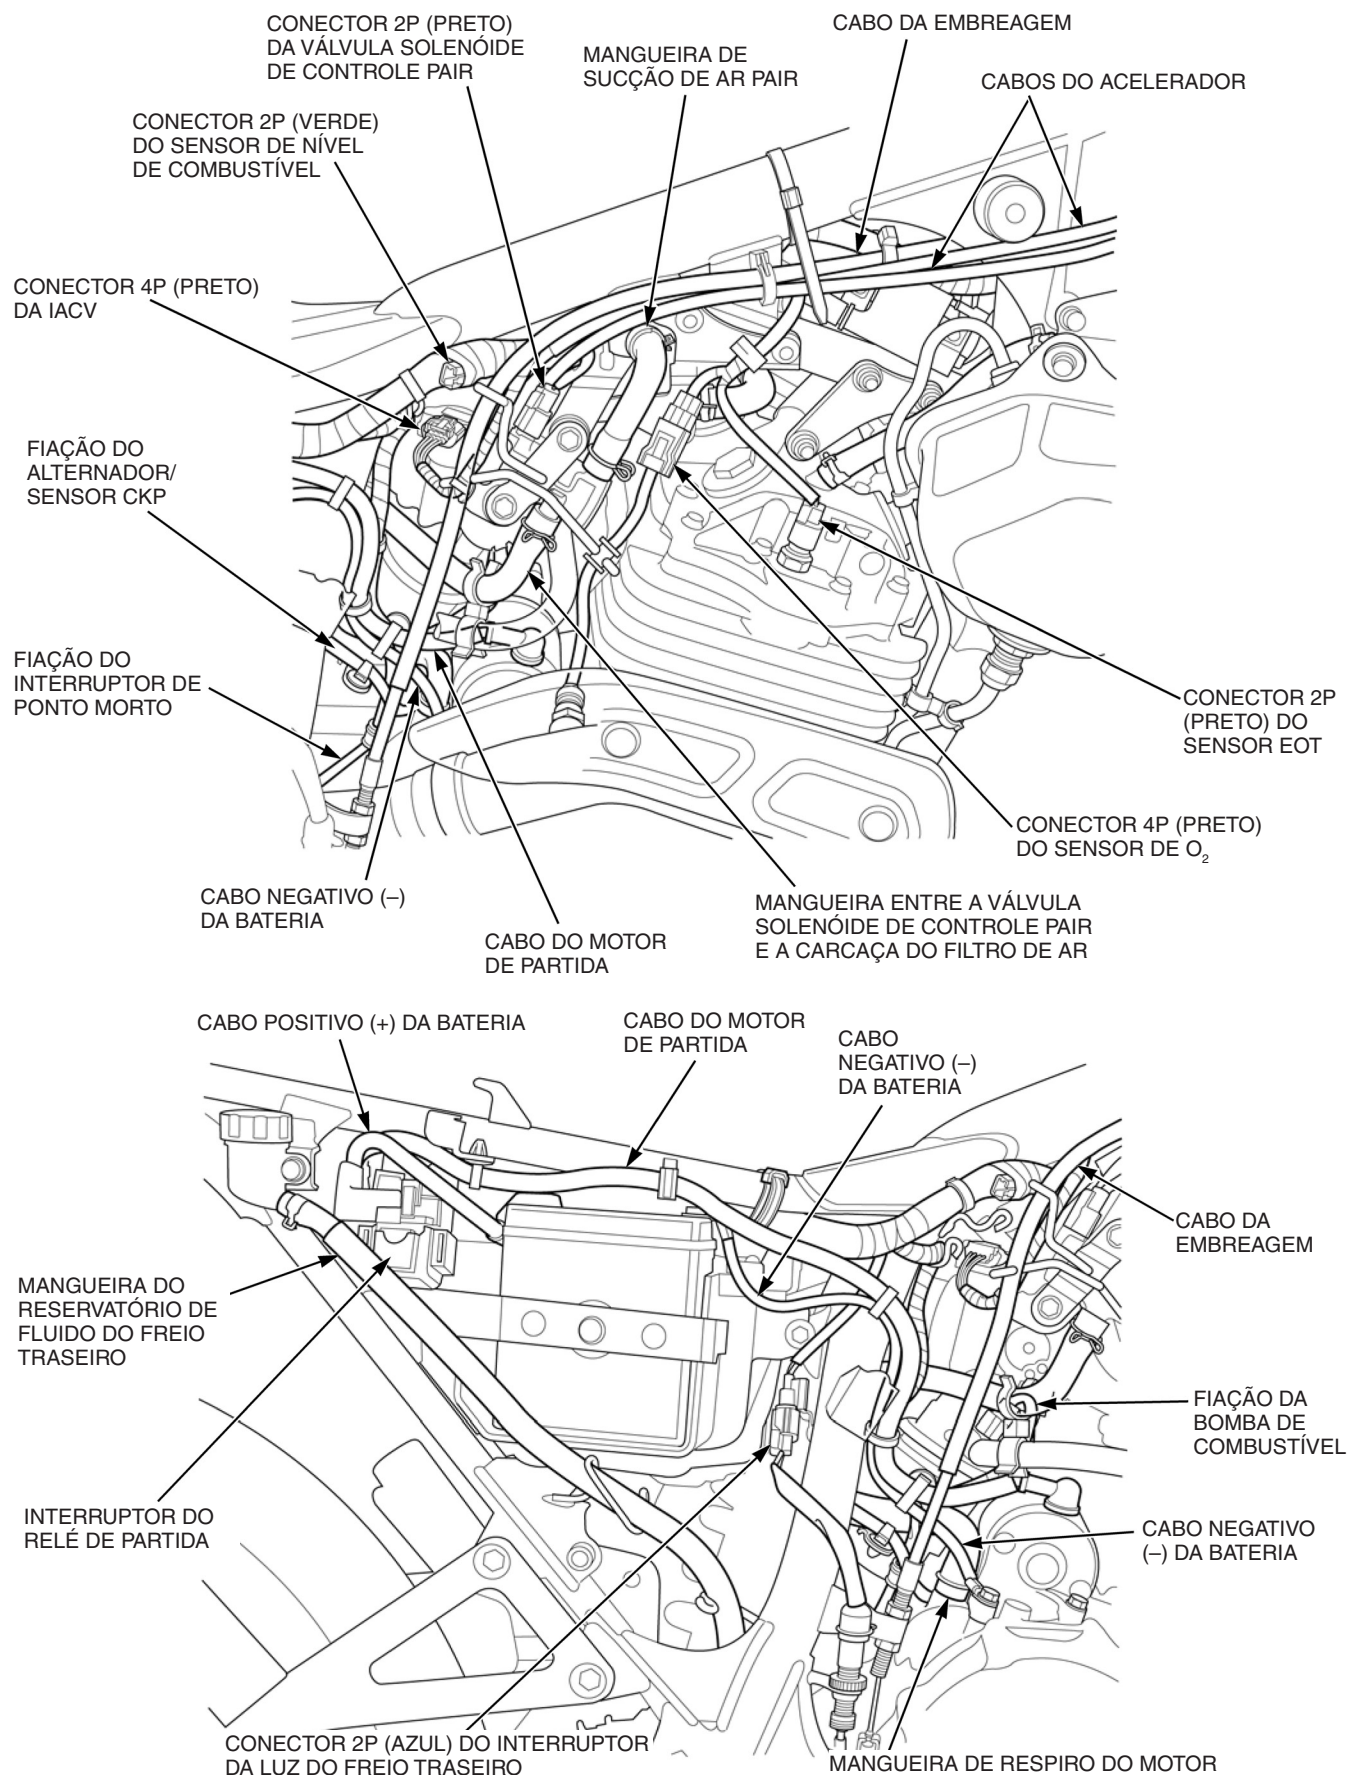 CONECTOR 2P (PRETO)
DA VÁLVULA SOLENÓIDE
DE CONTROLE PAIR
MANGUEIRA DE
SUCÇÃO DE AR PAIR
CABO DA EMBREAGEM
CABOS DO ACELERADOR
CONECTOR 2P (VERDE)
DO SENSOR DE NÍVEL
DE COMBUSTÍVEL
CONECTOR 4P (PRETO)
DA IACV
FIAÇÃO DO
ALTERNADOR/
SENSOR CKP
FIAÇÃO DO
INTERRUPTOR DE
PONTO MORTO
CONECTOR 2P
(PRETO) DO
SENSOR EOT
CONECTOR 4P (PRETO)
DO SENSOR DE O2
CABO NEGATIVO (–)
DA BATERIA
CABO DO MOTOR
DE PARTIDA
MANGUEIRA ENTRE A VÁLVULA
SOLENÓIDE DE CONTROLE PAIR
E A CARCAÇA DO FILTRO DE AR
CABO POSITIVO (+) DA BATERIA
CABO DO MOTOR
DE PARTIDA
CABO
NEGATIVO (–)
DA BATERIA
CABO DA
EMBREAGEM
MANGUEIRA DO
RESERVATÓRIO DE
FLUIDO DO FREIO
TRASEIRO
FIAÇÃO DA
BOMBA DE
COMBUSTÍVEL
INTERRUPTOR DO
RELÉ DE PARTIDA
CABO NEGATIVO
(–) DA BATERIA
CONECTOR 2P (AZUL) DO INTERRUPTOR
DA LUZ DO FREIO TRASEIRO
MANGUEIRA DE RESPIRO DO MOTOR